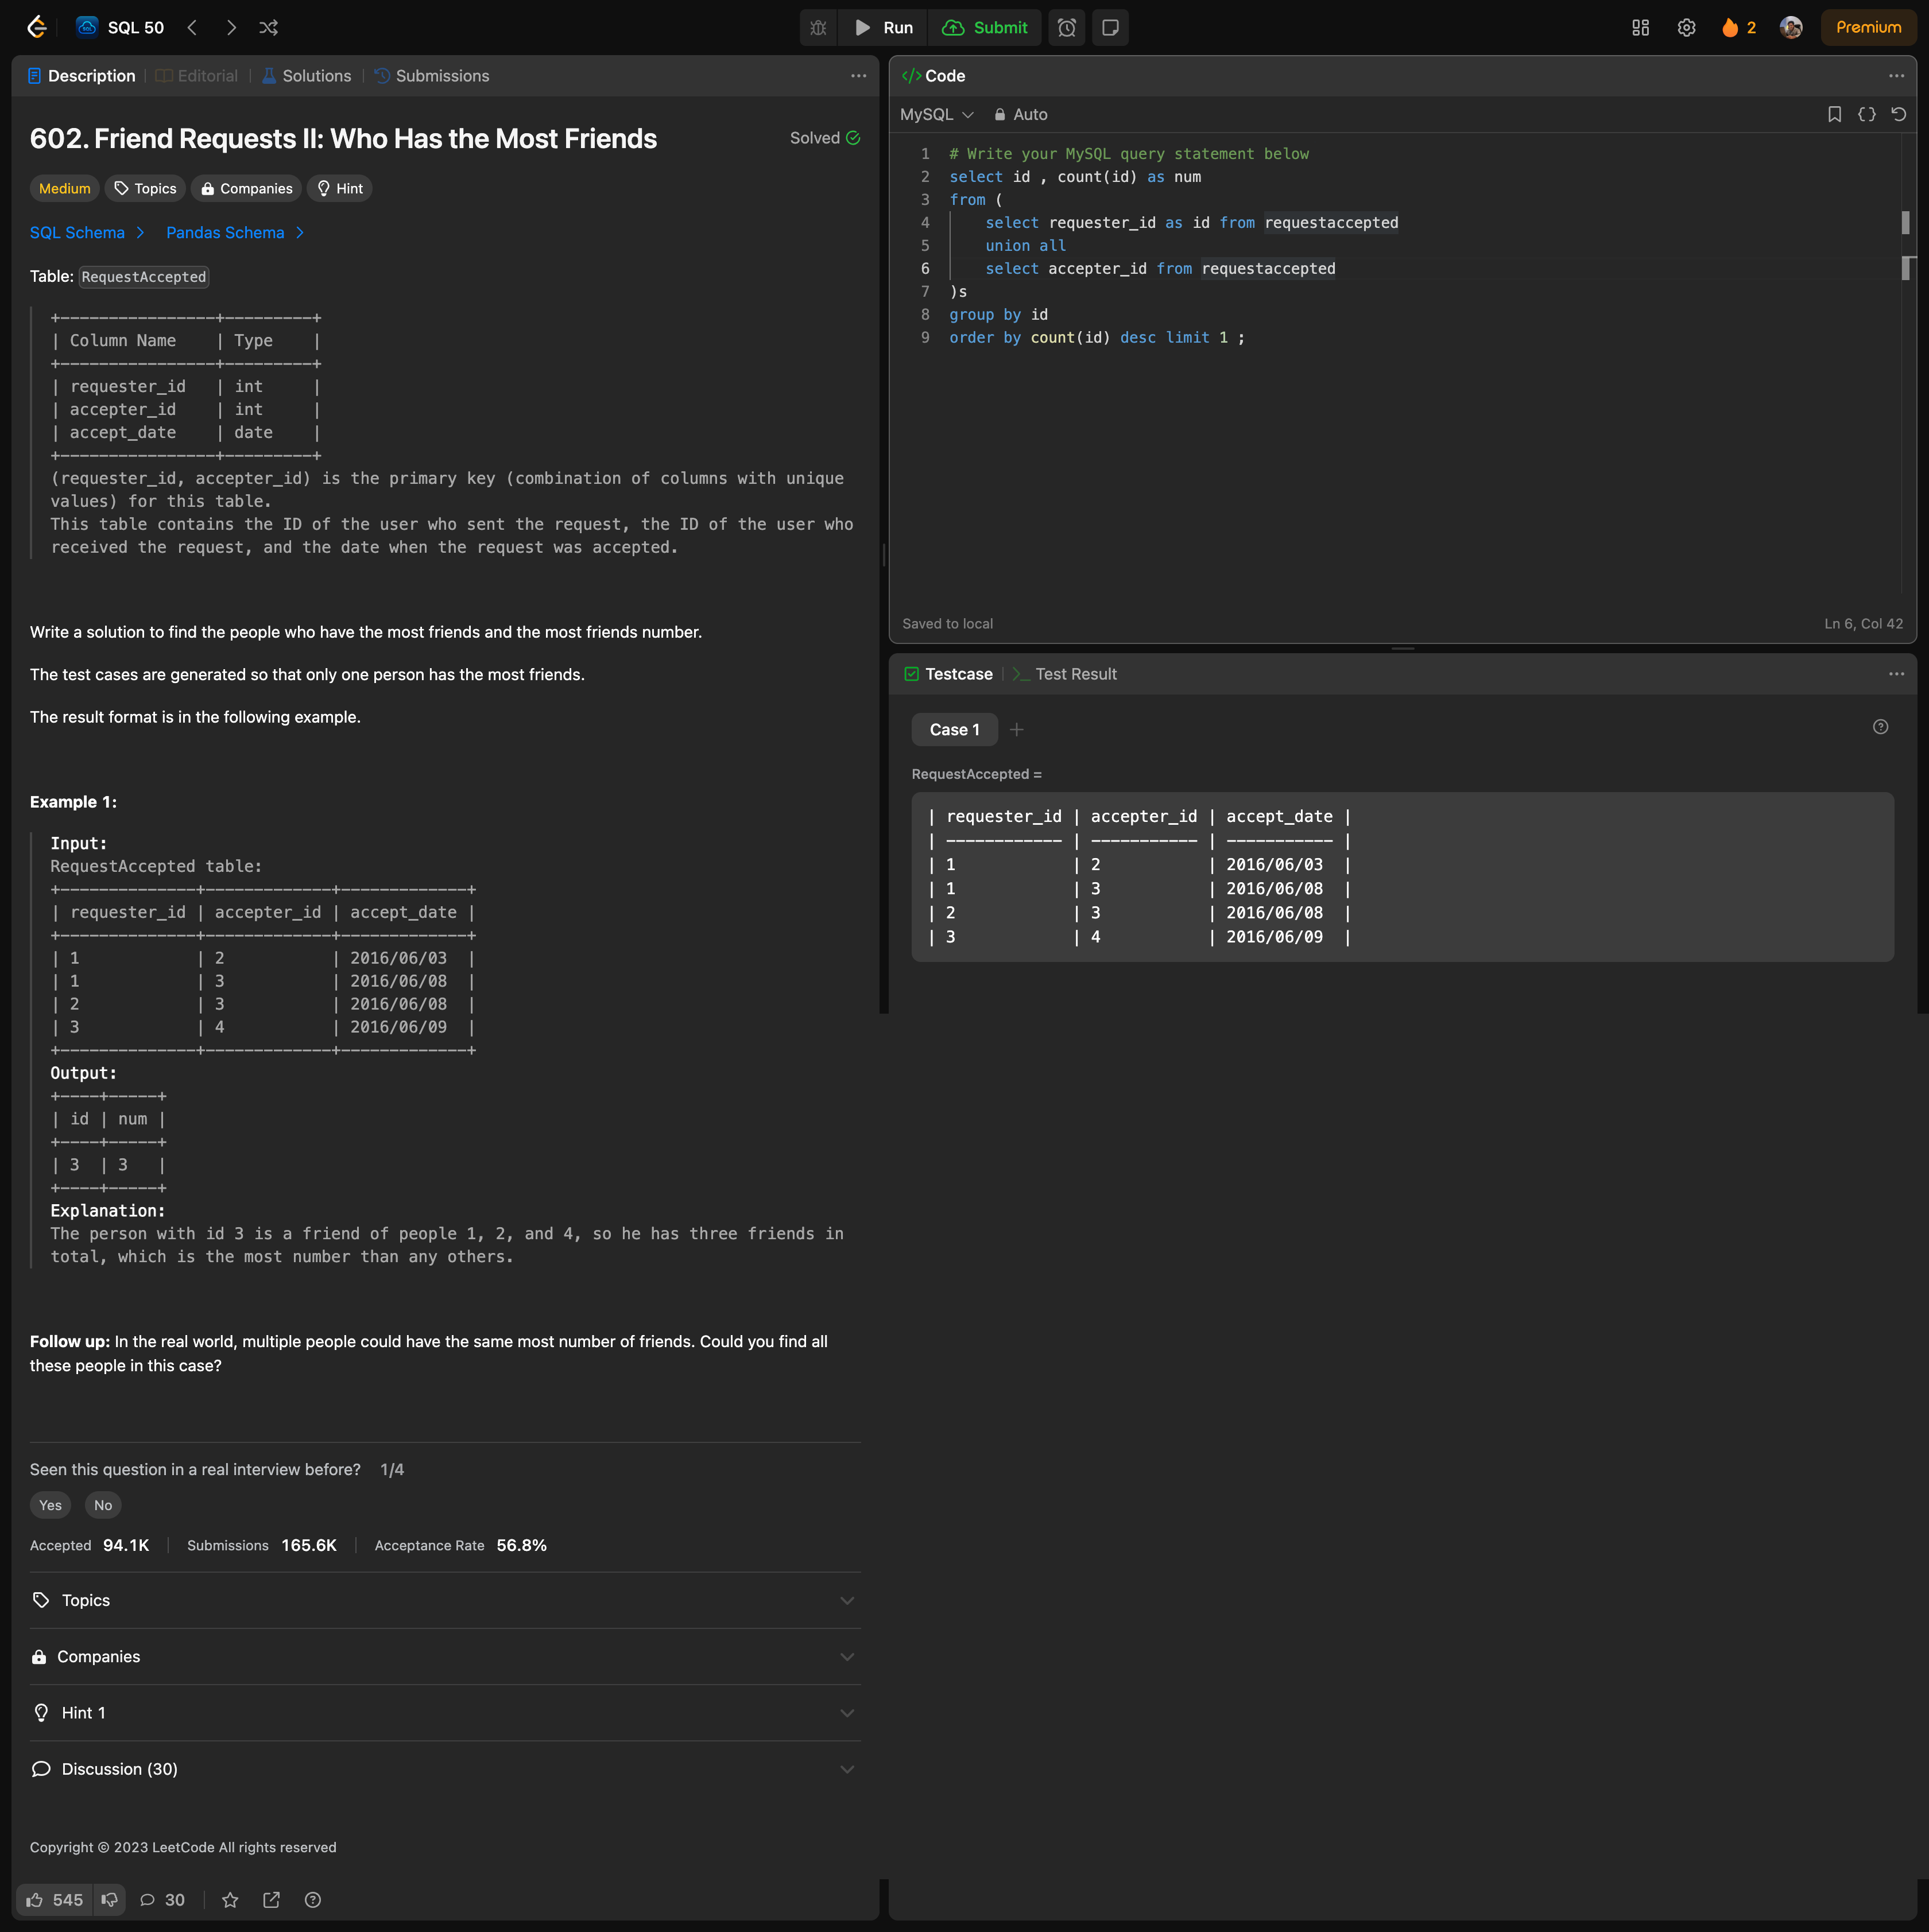 SQL 50
Run
Submit
2
Premium
Description | Editorial | Solutions | Submissions
602. Friend Requests II: Who Has the Most Friends
Solved
Medium Topics Companies Hint
SQL Schema > Pandas Schema >
Table: RequestAccepted
+----------------+---------+
| Column Name    | Type    |
+----------------+---------+
| requester_id   | int     |
| accepter_id    | int     |
| accept_date    | date    |
+----------------+---------+
(requester_id, accepter_id) is the primary key (combination of columns with unique
values) for this table.
This table contains the ID of the user who sent the request, the ID of the user who
received the request, and the date when the request was accepted.
Write a solution to find the people who have the most friends and the most friends number.
The test cases are generated so that only one person has the most friends.
The result format is in the following example.
Example 1:
Input:
RequestAccepted table:
+--------------+-------------+-------------+
| requester_id | accepter_id | accept_date |
+--------------+-------------+-------------+
| 1            | 2           | 2016/06/03  |
| 1            | 3           | 2016/06/08  |
| 2            | 3           | 2016/06/08  |
| 3            | 4           | 2016/06/09  |
+--------------+-------------+-------------+
Output:
+----+-----+
| id | num |
+----+-----+
| 3  | 3   |
+----+-----+
Explanation:
The person with id 3 is a friend of people 1, 2, and 4, so he has three friends in
total, which is the most number than any others.
Follow up: In the real world, multiple people could have the same most number of friends. Could you find all
these people in this case?
Seen this question in a real interview before? 1/4
Yes No
Accepted 94.1K | Submissions 165.6K | Acceptance Rate 56.8%
Topics
Companies
Hint 1
Discussion (30)
Copyright © 2023 LeetCode All rights reserved
545 30
</> Code
MySQL Auto
1 # Write your MySQL query statement below
2 select id , count(id) as num
3 from (
4     select requester_id as id from requestaccepted
5     union all
6     select accepter_id from requestaccepted
7 )s
8 group by id
9 order by count(id) desc limit 1 ;
Saved to local
Ln 6, Col 42
Testcase | >_ Test Result
Case 1 +
RequestAccepted =
| requester_id | accepter_id | accept_date |
| ------------ | ----------- | ----------- |
| 1            | 2           | 2016/06/03  |
| 1            | 3           | 2016/06/08  |
| 2            | 3           | 2016/06/08  |
| 3            | 4           | 2016/06/09  |